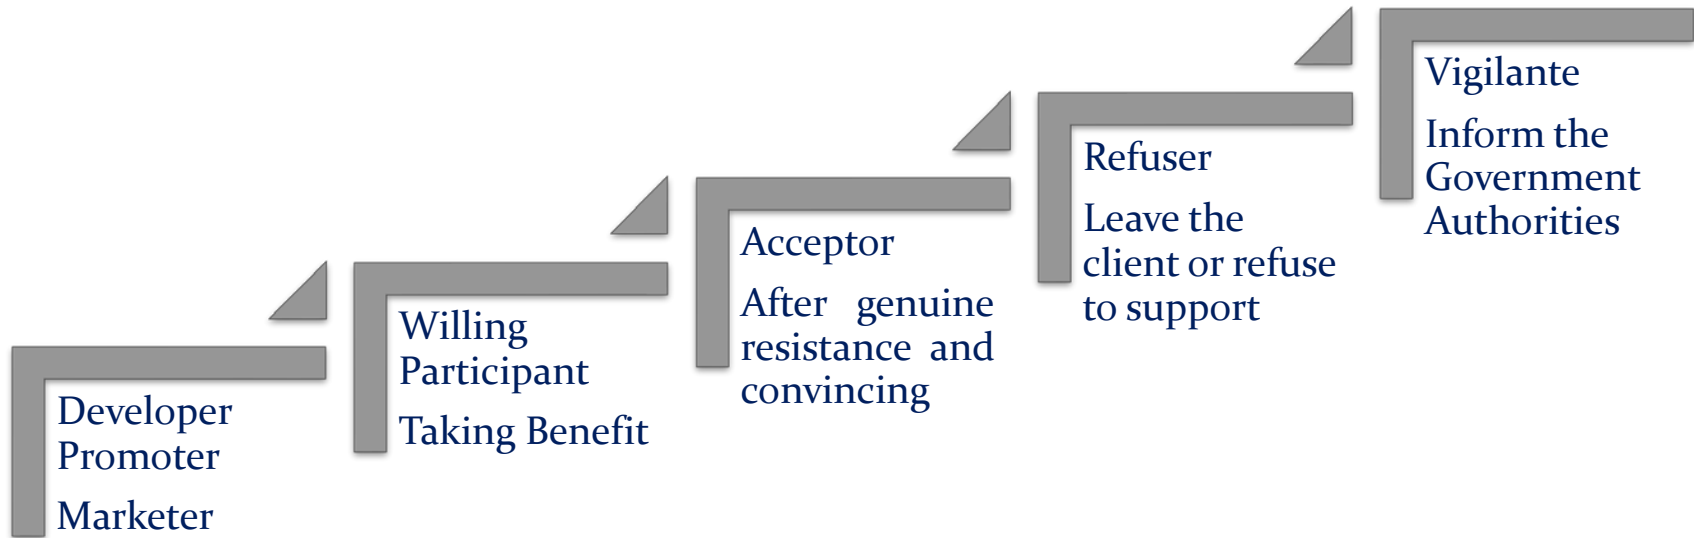 Developer
Promoter
Marketer
Willing
Participant
Taking Benefit
Acceptor
After genuine
resistance and
convincing
Refuser
Leave the
client or refuse
to support
Vigilante
Inform the
Government
Authorities